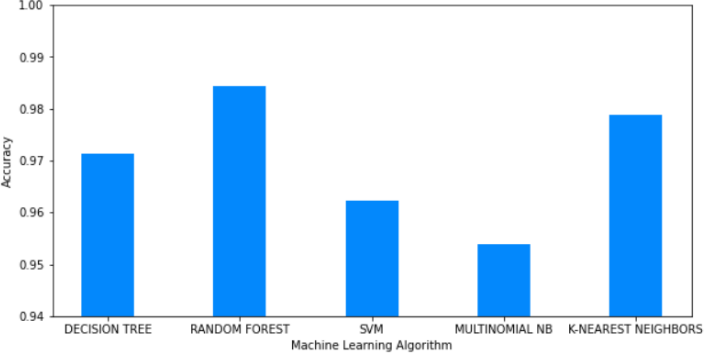 1.00
0.99
0.98
0.97
0.96
0.95
0.94
Accuracy
DECISION TREE RANDOM FOREST SVM MULTINOMIAL NB K-NEAREST NEIGHBORS
Machine Learning Algorithm